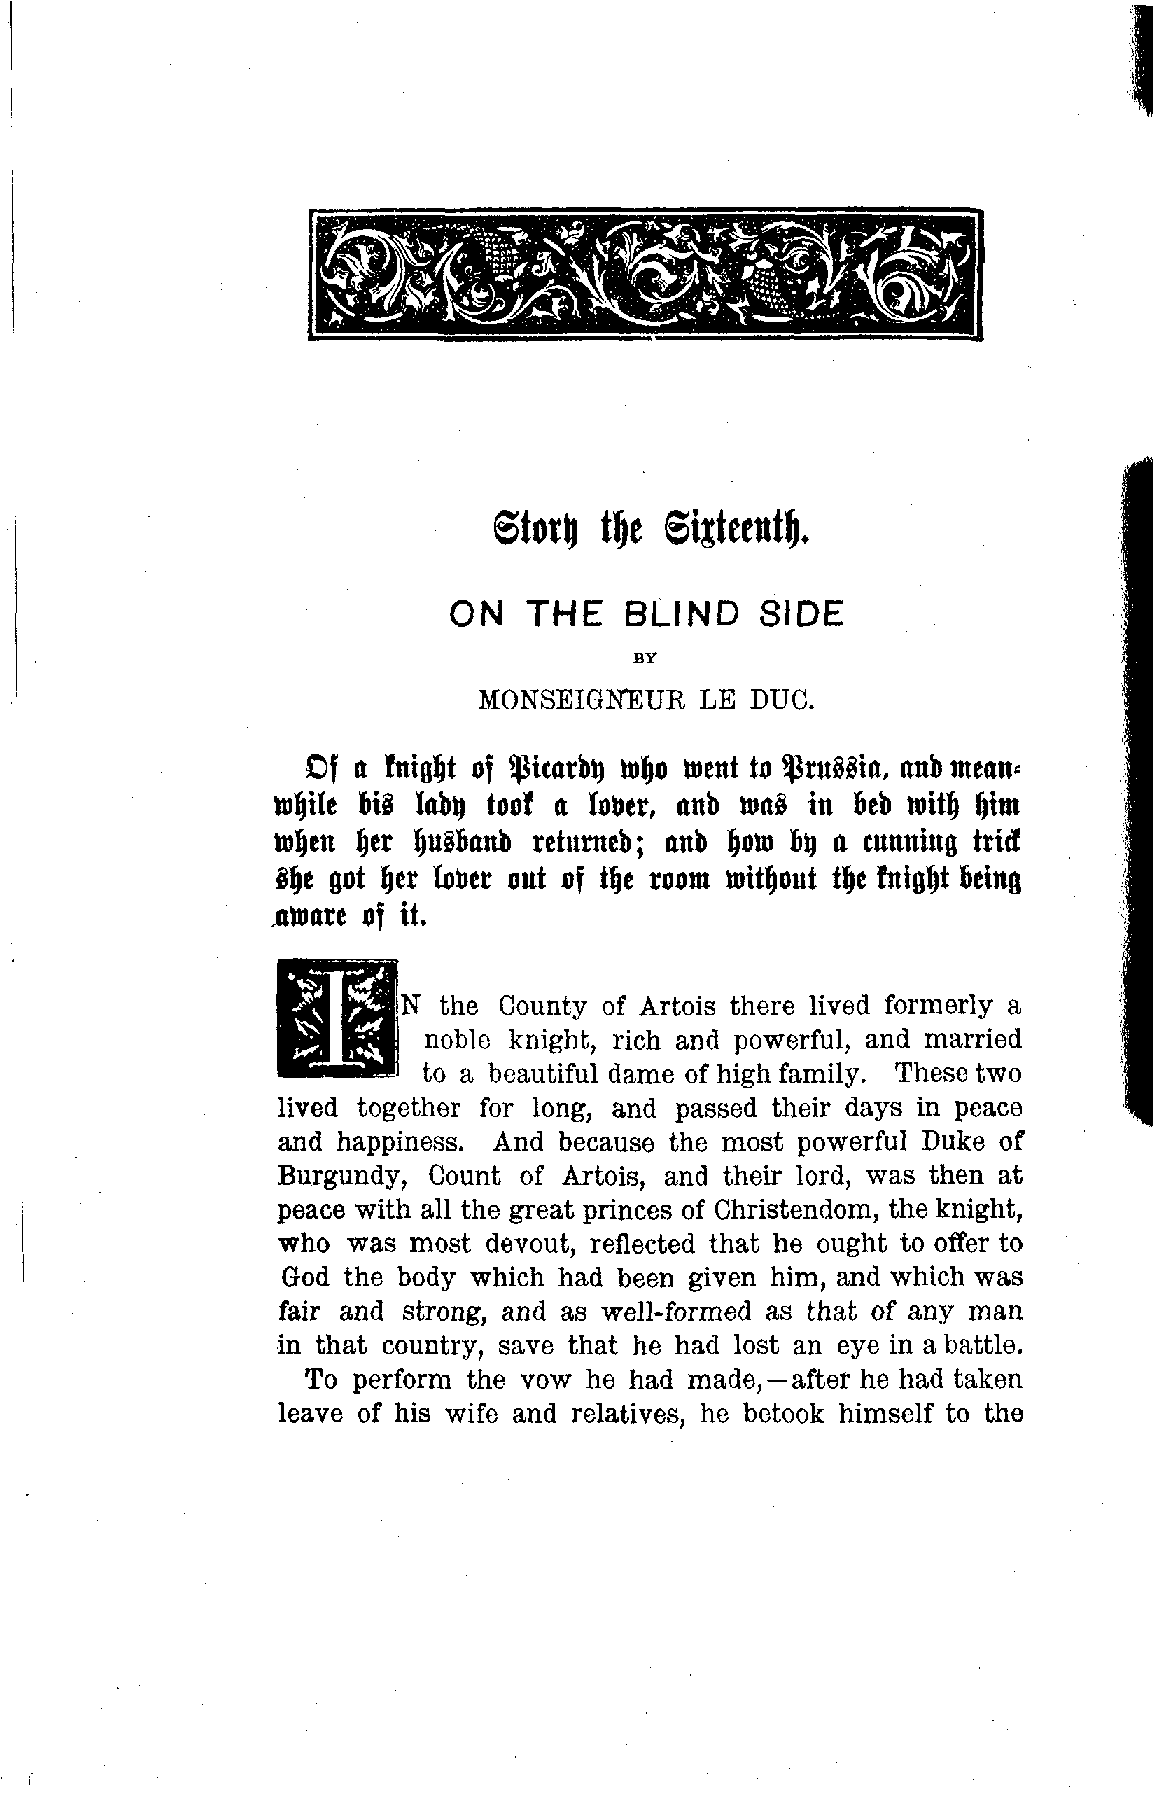 Story the Sixteenth.
ON THE BLIND SIDE
BY
MONSEIGNEUR LE DUC.
Of a knight of Picardy who went to Prussia, and mean-
while his lady took a lover, and was in bed with him
when her husband returned; and how by a cunning trick
she got her lover out of the room without the knight being
aware of it.
IN the County of Artois there lived formerly a
noble knight, rich and powerful, and married
to a beautiful dame of high family. These two
lived together for long, and passed their days in peace
and happiness. And because the most powerful Duke of
Burgundy, Count of Artois, and their lord, was then at
peace with all the great princes of Christendom, the knight,
who was most devout, reflected that he ought to offer to
God the body which had been given him, and which was
fair and strong, and as well-formed as that of any man
in that country, save that he had lost an eye in a battle.
To perform the vow he had made,—after he had taken
leave of his wife and relatives, he betook himself to the